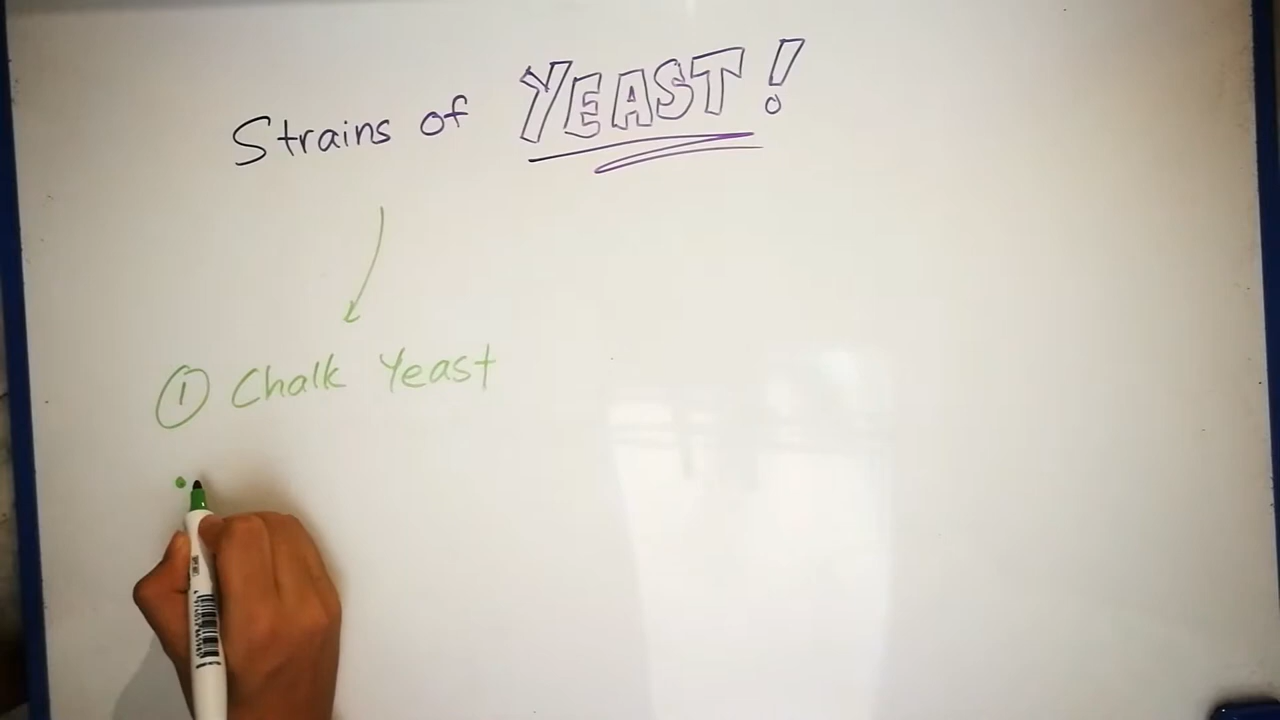 Strains of YEAST!
① Chalk Yeast
•